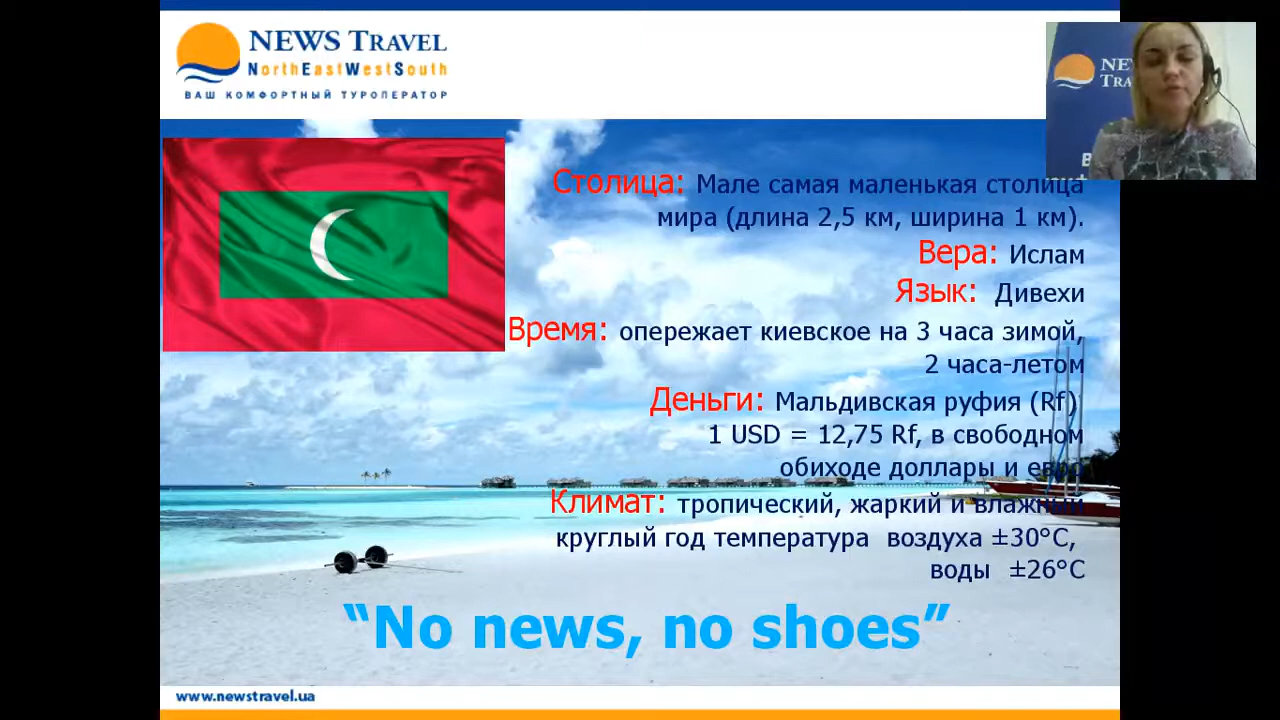 NEWS TRAVEL
NorthEastWestSouth
ВАШ КОМФОРТНЫЙ ТУРОПЕРАТОР
Столица: Мале самая маленькая столица
мира (длина 2,5 км, ширина 1 км).
Вера: Ислам
Язык: Дивехи
Время: опережает киевское на 3 часа зимой,
2 часа-летом
Деньги: Мальдивская руфия (Rf)
1 USD = 12,75 Rf, в свободном
обиходе доллары и евро
Климат: тропический, жаркий и влажный
круглый год температура воздуха ±30°C,
воды ±26°C
“No news, no shoes”
www.newstravel.ua